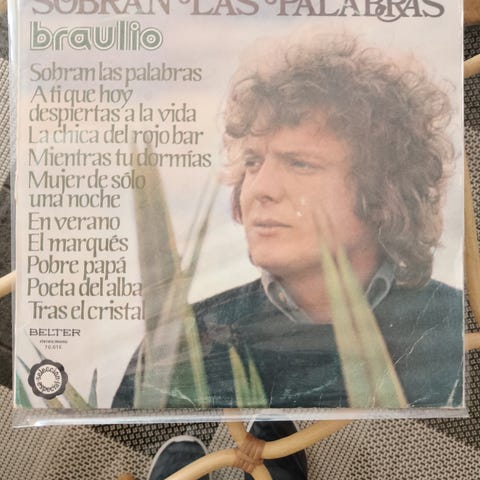 SOBRAN LAS PALABRAS
braulio
Sobran las palabras
A ti que hoy
despiertas a la vida
La chica del rojo bar
Mientras tu dormías
Mujer de sólo
una noche
En verano
El marqués
Pobre papá
Poeta del alba
Tras el cristal
BELTER
stereo/mono